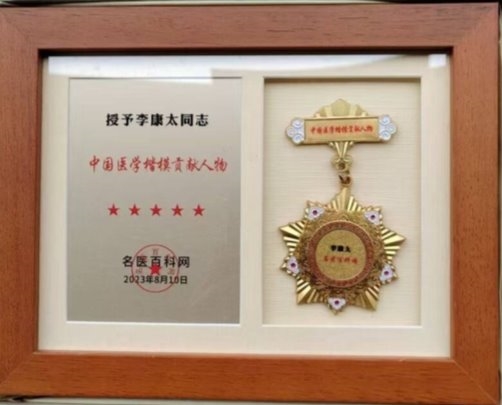 授予李康太同志
中国医学楷模贡献人物
★★★★★
名医百科网
2023年8月10日
中国医学楷模贡献人物
李康太